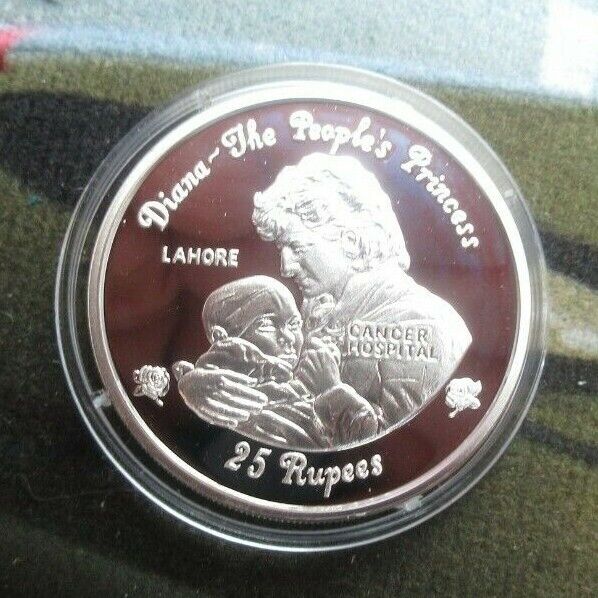 Diana~The People's Princess
LAHORE
CANCER
HOSPITAL
25 Rupees